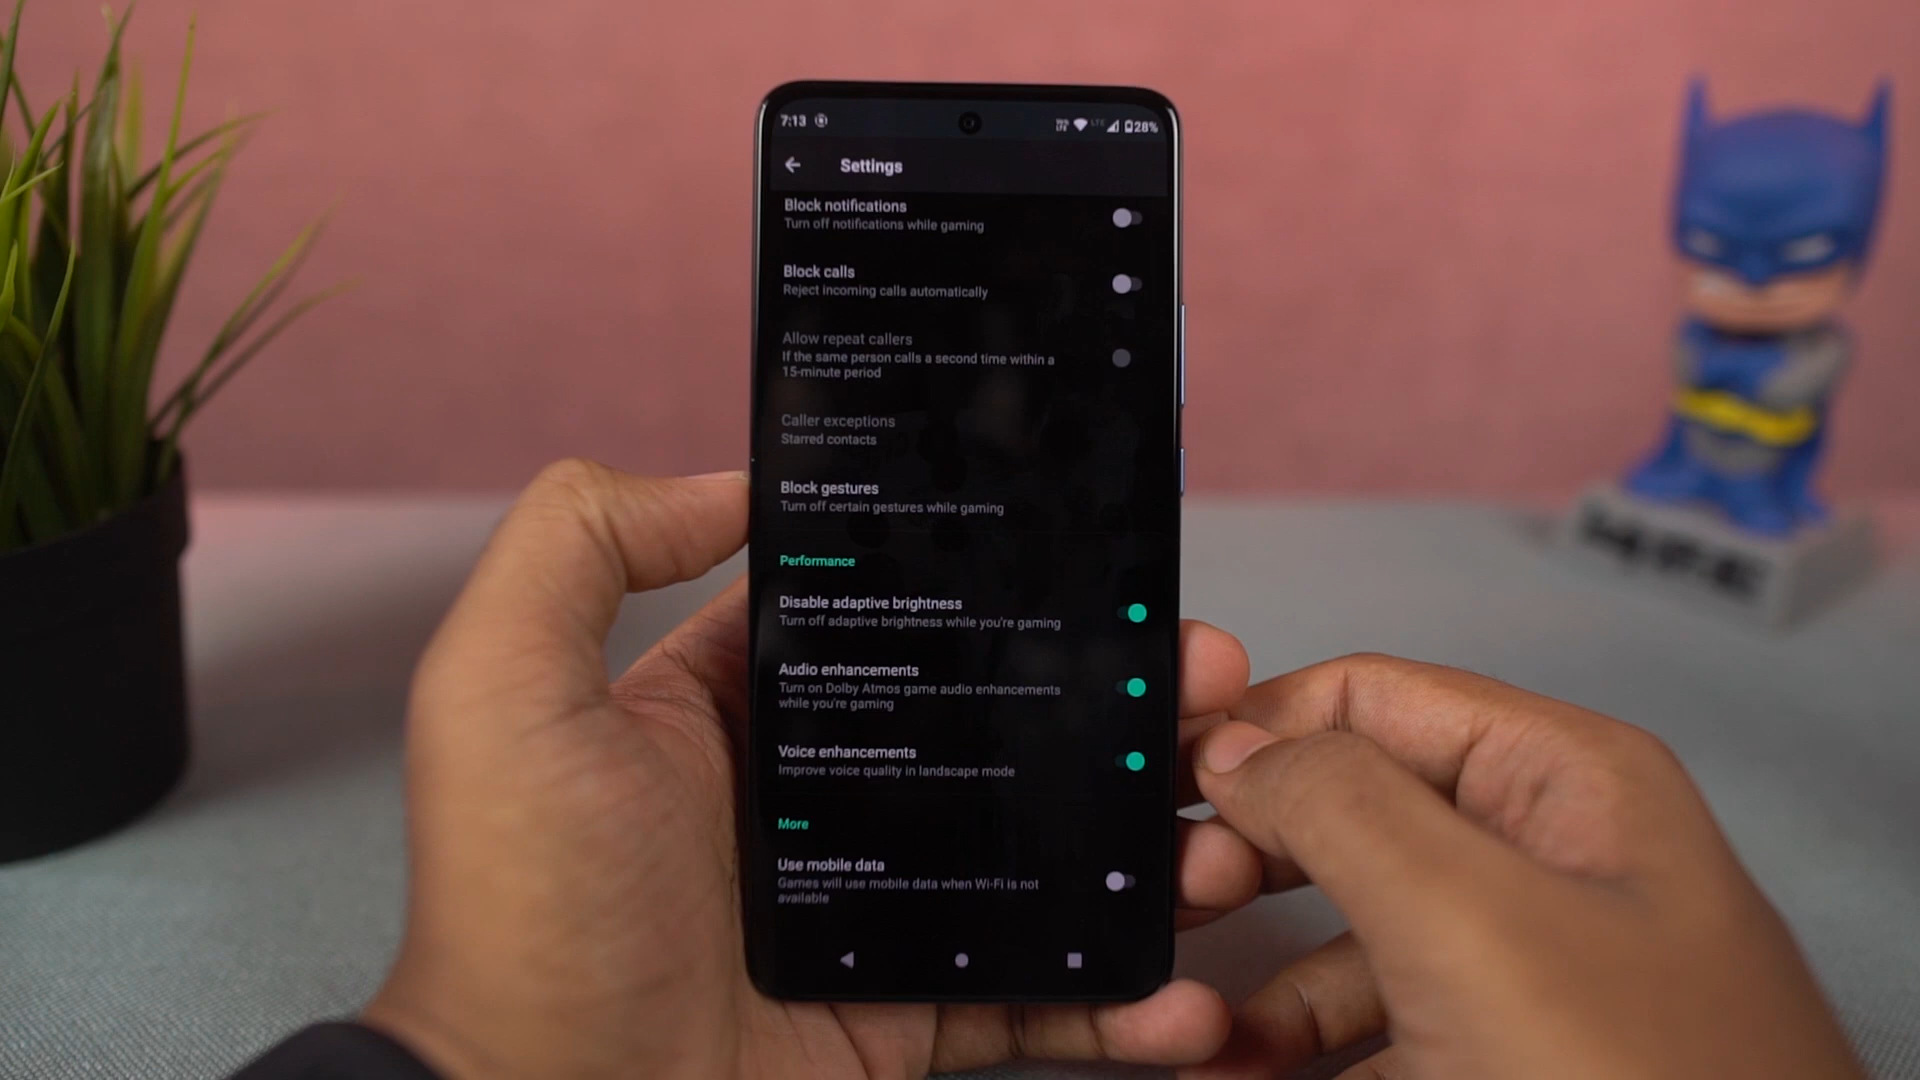 7:13
LTE
28%
Settings
Block notifications
Turn off notifications while gaming
Block calls
Reject incoming calls automatically
Allow repeat callers
If the same person calls a second time within a
15-minute period
Caller exceptions
Starred contacts
Block gestures
Turn off certain gestures while gaming
Performance
Disable adaptive brightness
Turn off adaptive brightness while you're gaming
Audio enhancements
Turn on Dolby Atmos game audio enhancements
while you're gaming
Voice enhancements
Improve voice quality in landscape mode
More
Use mobile data
Games will use mobile data when Wi-Fi is not
available